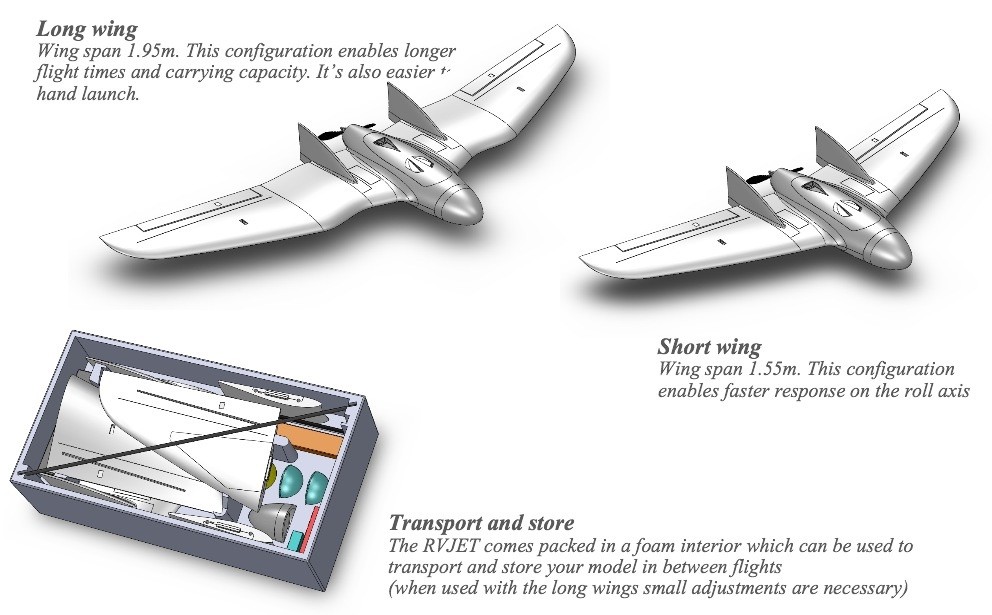 Long wing
Wing span 1.95m. This configuration enables longer
flight times and carrying capacity. It's also easier
hand launch.
Short wing
Wing span 1.55m. This configuration
enables faster response on the roll axis
Transport and store
The RVJET comes packed in a foam interior which can be used to
transport and store your model in between flights
(when used with the long wings small adjustments are necessary)